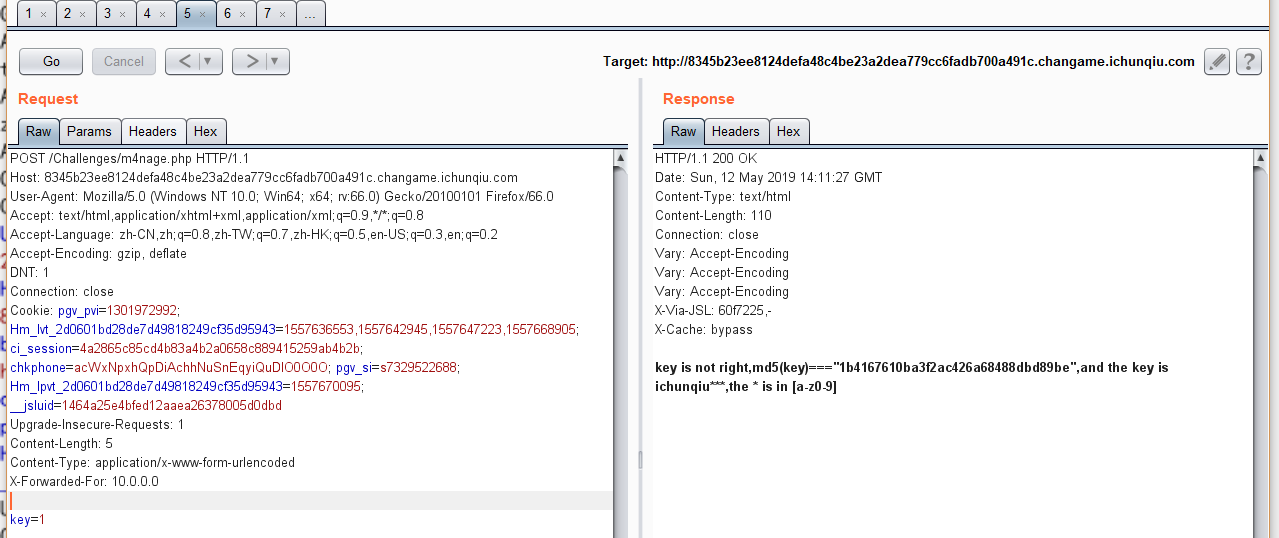 1 × 2 × 3 × 4 × 5 × 6 × 7 × ...
Go Cancel < ▼ > ▼ Target: http://8345b23ee8124defa48c4be23a2dea779cc6fadb700a491c.changame.ichunqiu.com ?
Request
Raw Params Headers Hex
POST /Challenges/m4nage.php HTTP/1.1
Host: 8345b23ee8124defa48c4be23a2dea779cc6fadb700a491c.changame.ichunqiu.com
User-Agent: Mozilla/5.0 (Windows NT 10.0; Win64; x64; rv:66.0) Gecko/20100101 Firefox/66.0
Accept: text/html,application/xhtml+xml,application/xml;q=0.9,*/*;q=0.8
Accept-Language: zh-CN,zh;q=0.8,zh-TW;q=0.7,zh-HK;q=0.5,en-US;q=0.3,en;q=0.2
Accept-Encoding: gzip, deflate
DNT: 1
Connection: close
Cookie: pgv_pvi=1301972992;
Hm_lvt_2d0601bd28de7d49818249cf35d95943=1557636553,1557642945,1557647223,1557668905;
ci_session=4a2865c85cd4b83a4b2a0658c889415259ab4b2b;
chkphone=acWxNpxhQpDiAchhNuSnEqyiQuDIO0O0O; pgv_si=s7329522688;
Hm_lpvt_2d0601bd28de7d49818249cf35d95943=1557670095;
__jsluid=1464a25e4bfed12aaea26378005d0dbd
Upgrade-Insecure-Requests: 1
Content-Length: 5
Content-Type: application/x-www-form-urlencoded
X-Forwarded-For: 10.0.0.0
key=1
Response
Raw Headers Hex
HTTP/1.1 200 OK
Date: Sun, 12 May 2019 14:11:27 GMT
Content-Type: text/html
Content-Length: 110
Connection: close
Vary: Accept-Encoding
Vary: Accept-Encoding
Vary: Accept-Encoding
X-Via-JSL: 60f7225,-
X-Cache: bypass
key is not right,md5(key)==="1b4167610ba3f2ac426a68488dbd89be",and the key is
ichunqiu***,the * is in [a-z0-9]